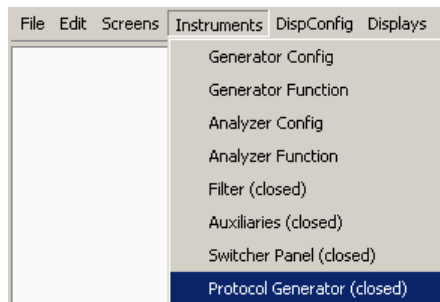 File Edit Screens Instruments DispConfig Displays
Generator Config
Generator Function
Analyzer Config
Analyzer Function
Filter (closed)
Auxiliaries (closed)
Switcher Panel (closed)
Protocol Generator (closed)